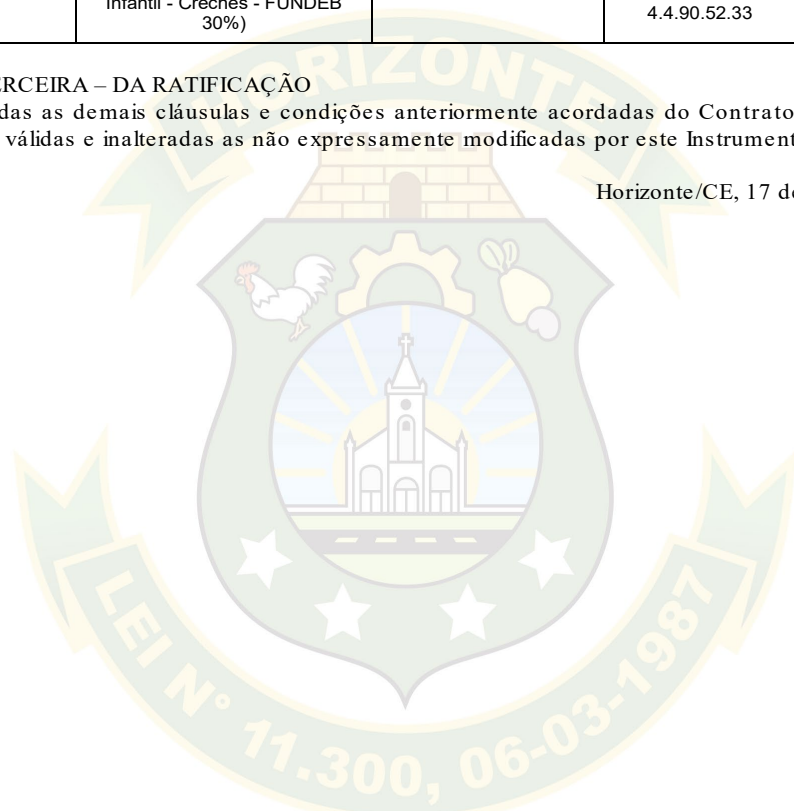 Infantil - Creches - FUNDEB
30%)
4.4.90.52.33
ERCEIRA – DA RATIFICAÇÃO
das as demais cláusulas e condições anteriormente acordadas do Contrato
válidas e inalteradas as não expressamente modificadas por este Instrument
Horizonte/CE, 17 d
HORIZONTE
LEI N° 11.300, 06-03-1987